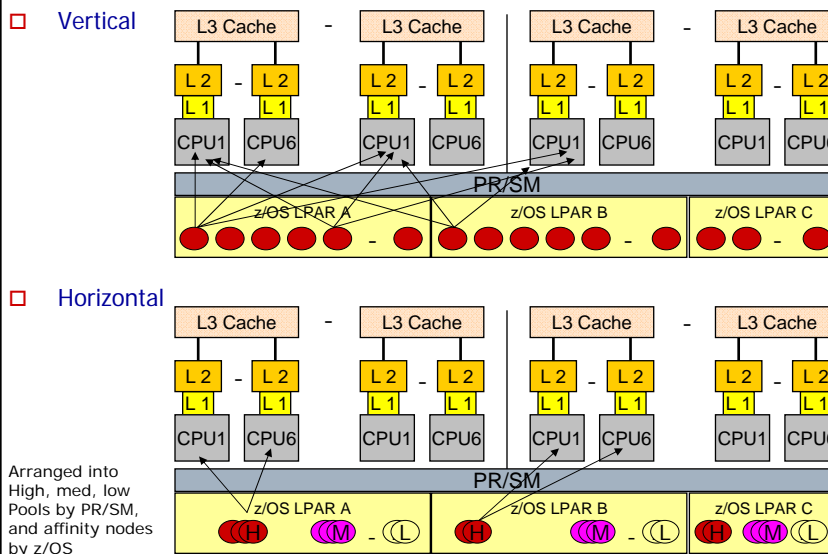 Vertical
L3 Cache - L3 Cache L3 Cache - L3 Cache
L 2 - L 2 L 2 - L 2 L 2 - L 2 L 2 - L 2
L 1 L 1 L 1 L 1 L 1 L 1 L 1 L 1
CPU1 CPU6 CPU1 CPU6 CPU1 CPU6 CPU1 CPU6
PR/SM
z/OS LPAR A z/OS LPAR B z/OS LPAR C
- - -
Horizontal
L3 Cache - L3 Cache L3 Cache - L3 Cache
L 2 - L 2 L 2 - L 2 L 2 - L 2 L 2 - L 2
L 1 L 1 L 1 L 1 L 1 L 1 L 1 L 1
CPU1 CPU6 CPU1 CPU6 CPU1 CPU6 CPU1 CPU6
PR/SM
Arranged into
High, med, low
Pools by PR/SM,
and affinity nodes
by z/OS
z/OS LPAR A z/OS LPAR B z/OS LPAR C
H M - L H M - L H M L